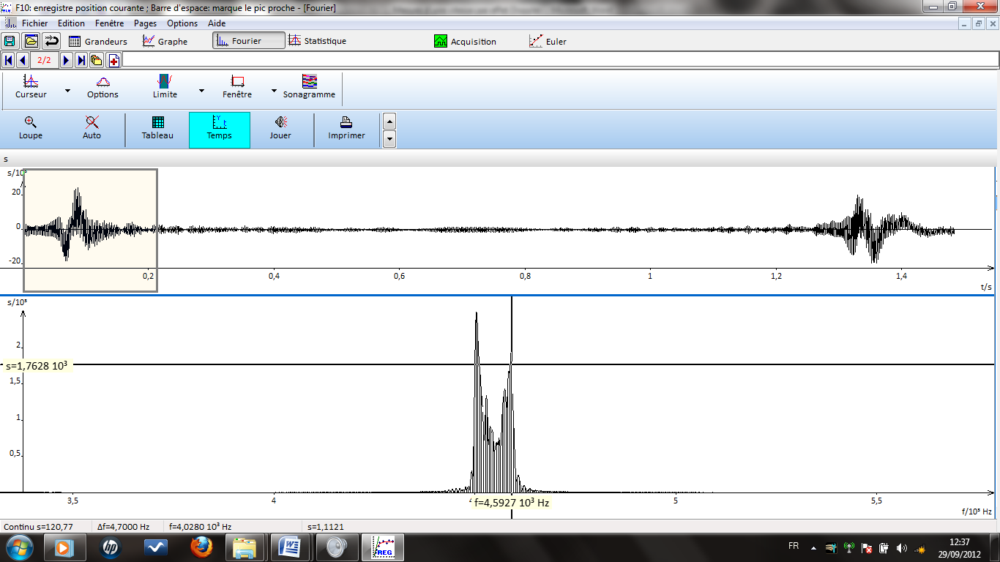 F10: enregistre position courante ; Barre d'espace: marque le pic proche - [Fourier]
Fichier Edition Fenêtre Pages Options Aide
Grandeurs Graphe Fourier Statistique Acquisition Euler
2/2
Curseur Options Limite Fenêtre Sonagramme
Loupe Auto Tableau Temps Jouer Imprimer
s
20
0
-20
0,2 0,4 0,6 0,8 1 1,2 1,4
t/s
s/10³
2
s=1,7628 10³
1,5
1
0,5
3,5 4 5 5,5
f=4,5927 10³ Hz
f/10³ Hz
Continu s=120,77 Δf=4,7000 Hz f=4,0280 10³ Hz s=1,1121
hp W REG FR 12:37
29/09/2012